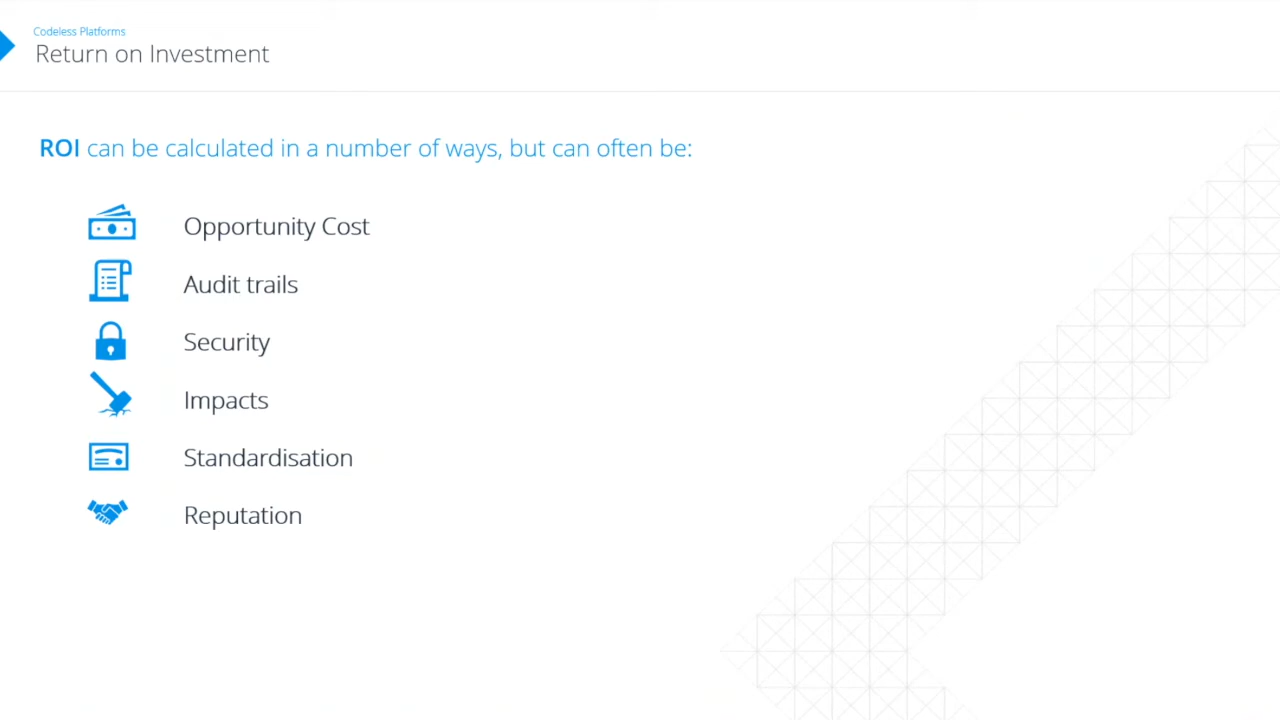 Codeless Platforms
Return on Investment
ROI can be calculated in a number of ways, but can often be:
Opportunity Cost
Audit trails
Security
Impacts
Standardisation
Reputation